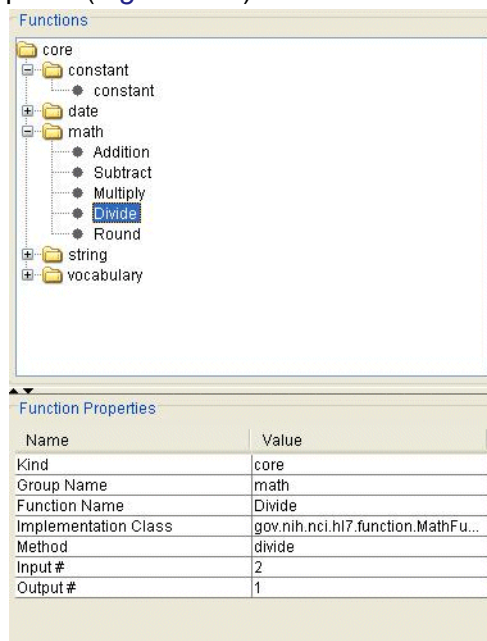 Functions
core
constant
constant
date
math
Addition
Subtract
Multiply
Divide
Round
string
vocabulary
Function Properties
Name Value
Kind core
Group Name math
Function Name Divide
Implementation Class gov.nih.nci.hl7.function.MathFu...
Method divide
Input # 2
Output # 1